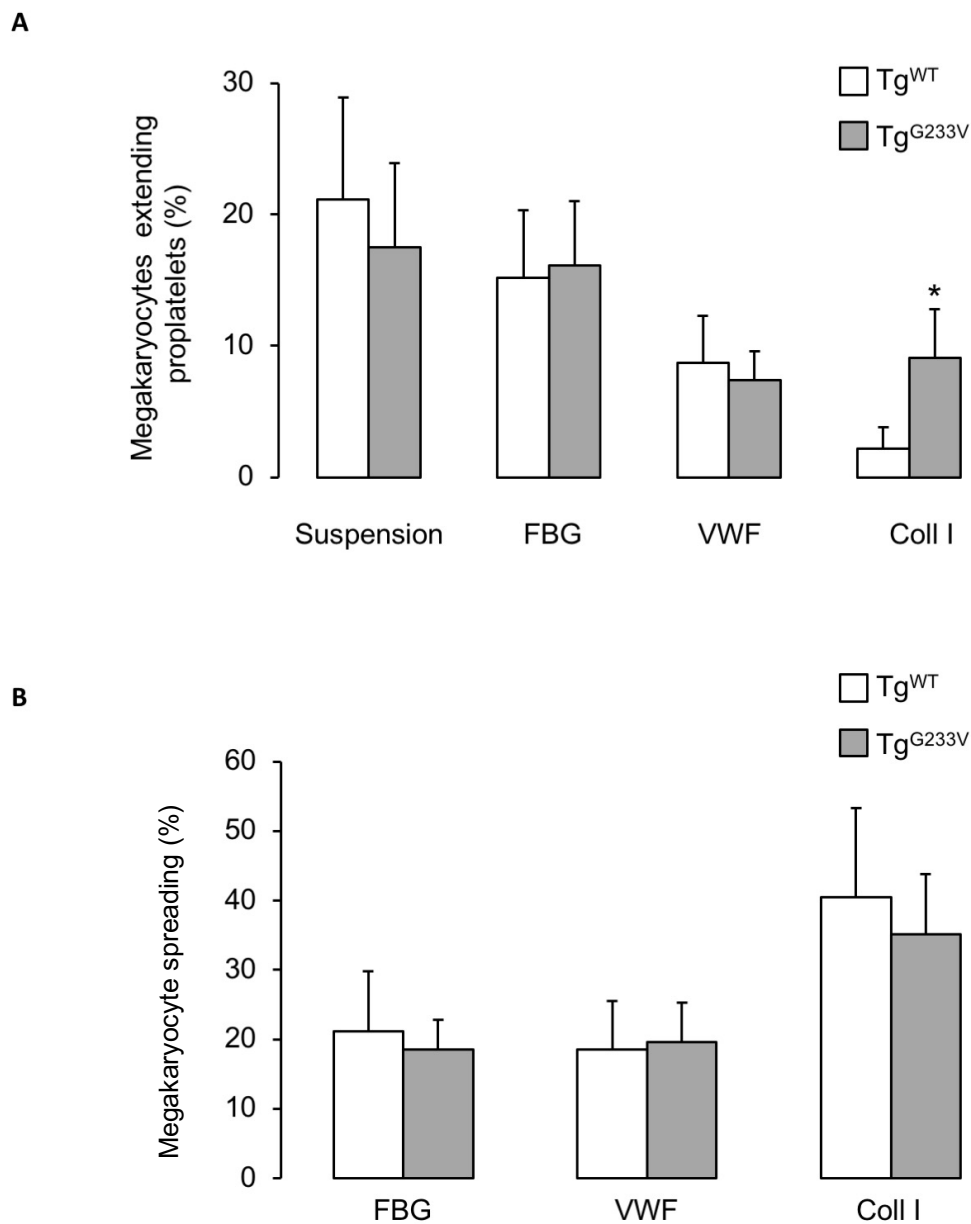 A
Tg^WT
Tg^G233V
Megakaryocytes extending
proplatelets (%)
30
20
10
0
*
Suspension FBG VWF Coll I
B
Tg^WT
Tg^G233V
Megakaryocyte spreading (%)
60
50
40
30
20
10
0
FBG VWF Coll I